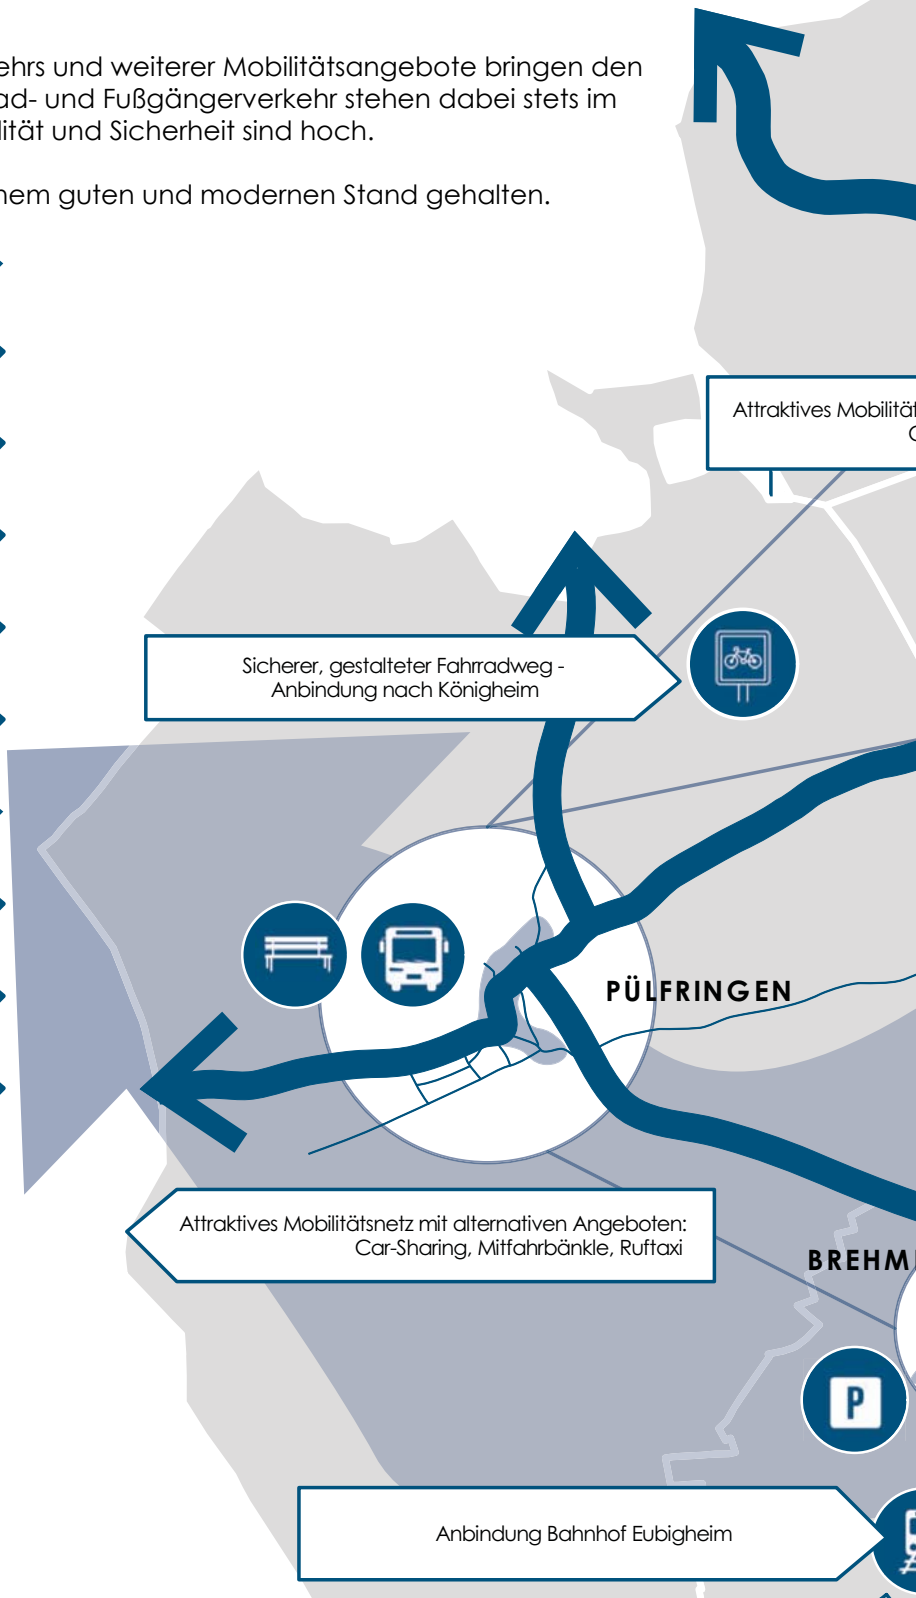 ehrs und weiterer Mobilitätsangebote bringen den
ad- und Fußgängerverkehr stehen dabei stets im
lität und Sicherheit sind hoch.
nem guten und modernen Stand gehalten.
Attraktives Mobilität
Sicherer, gestalteter Fahrradweg -
Anbindung nach Königheim
PÜLFRINGEN
Attraktives Mobilitätsnetz mit alternativen Angeboten:
Car-Sharing, Mitfahrbänkle, Ruftaxi
BREHM
P
Anbindung Bahnhof Eubigheim